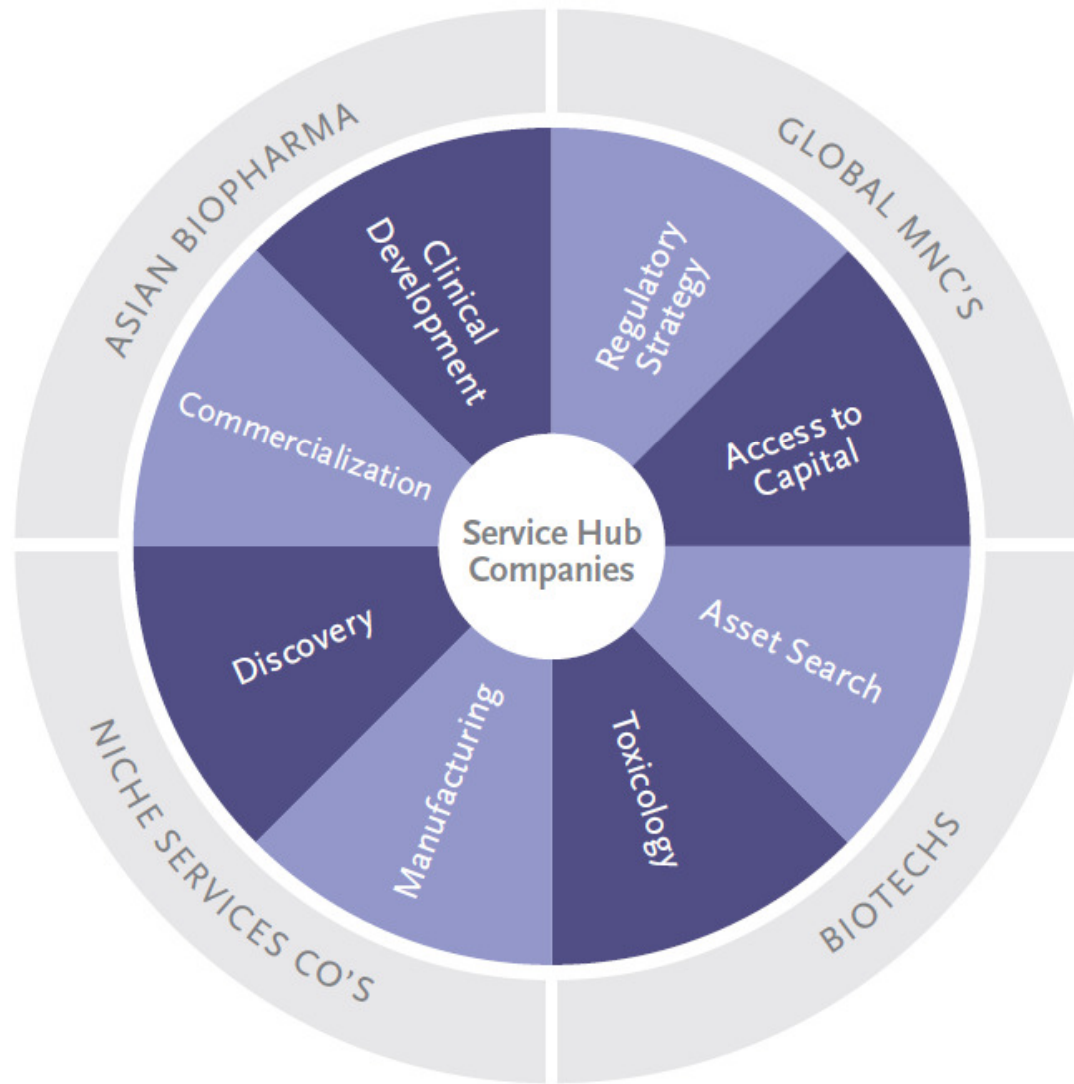 ASIAN BIOPHARMA
GLOBAL MNC’S
Clinical
Development
Regulatory
Strategy
Commercialization
Access to
Capital
Service Hub
Companies
Discovery
Asset Search
Manufacturing
Toxicology
NICHE SERVICES CO’S
BIOTECHS